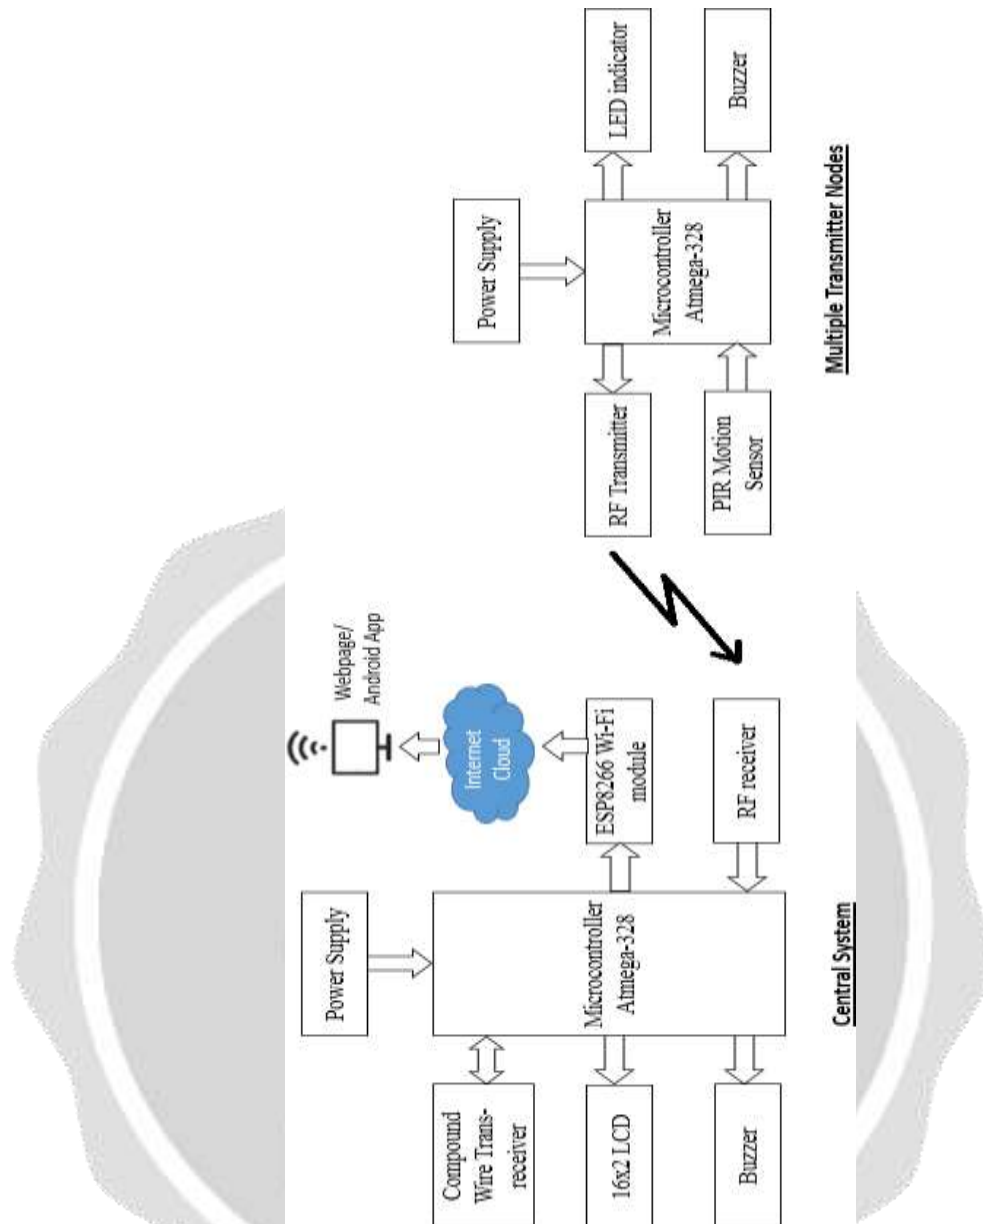 Power Supply
Webpage/
Android App
Compound
Wire Trans-
receiver
Internet
Cloud
Microcontroller
Atmega-328
16x2 LCD
ESP8266 Wi-Fi
module
Buzzer
RF receiver
Central System
Power Supply
RF Transmitter
Microcontroller
Atmega-328
LED indicator
PIR Motion
Sensor
Buzzer
Multiple Transmitter Nodes